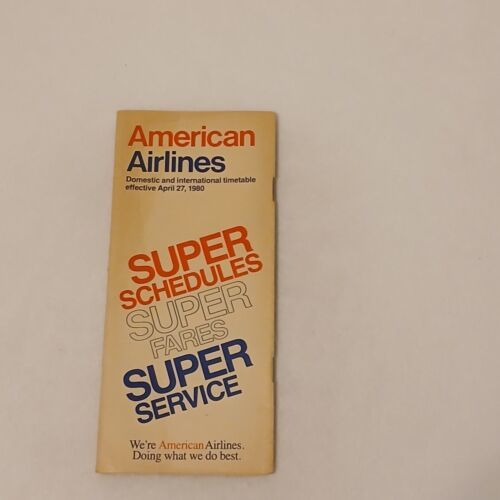 American
Airlines
Domestic and international timetable
effective April 27, 1980
SUPER
SCHEDULES
SUPER
FARES
SUPER
SERVICE
We're American Airlines.
Doing what we do best.